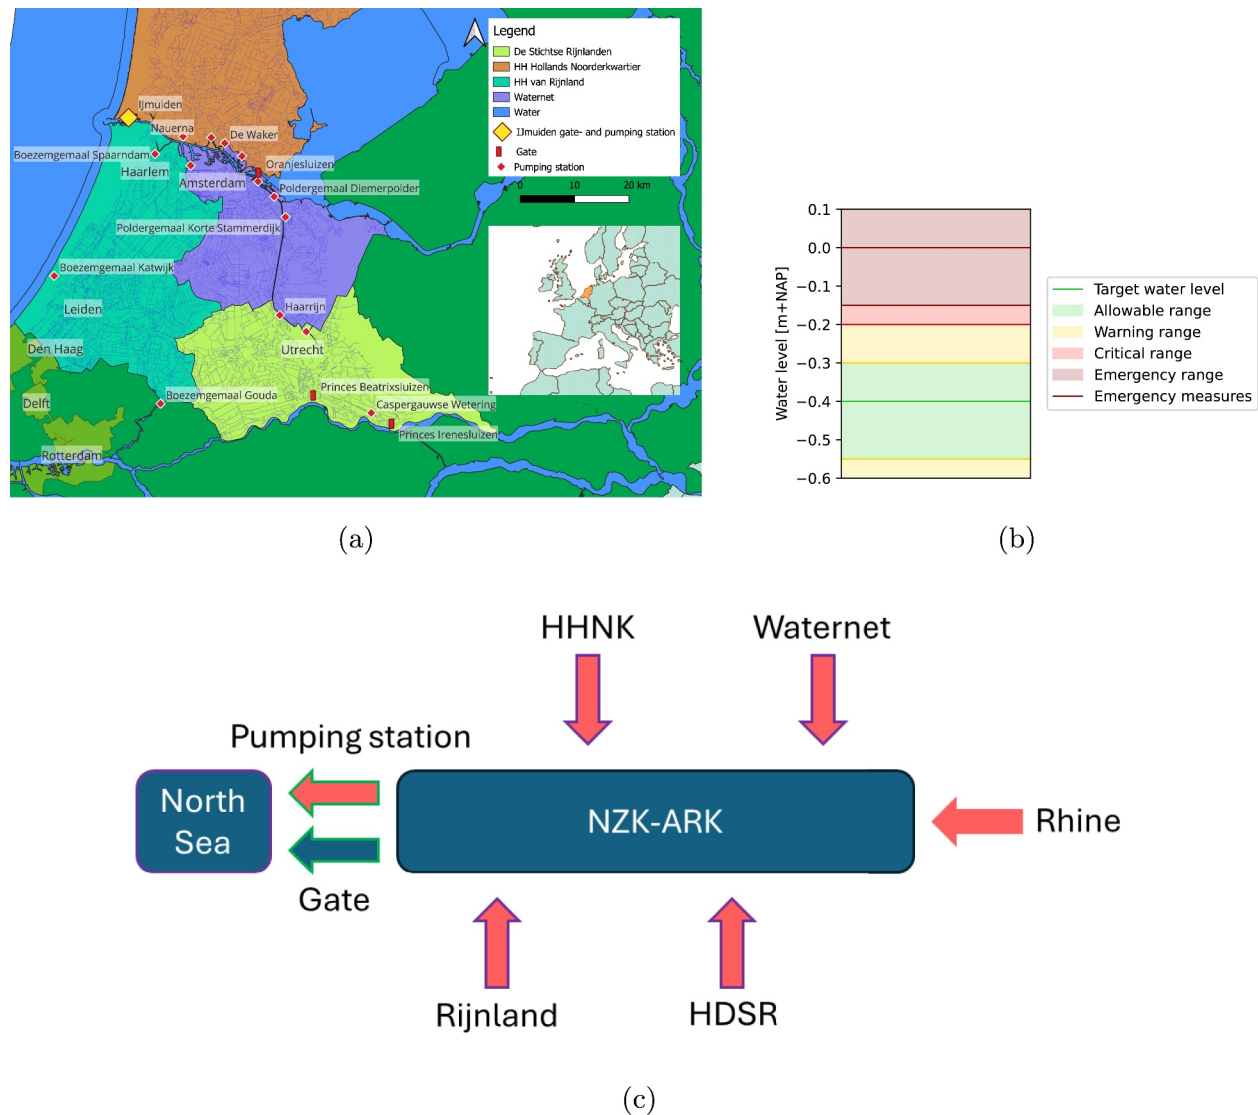 Legend
De Stichtse Rijnlanden
HH Hollands Noorderkwartier
HH van Rijnland
Waternet
Water
IJmuiden gate- and pumping station
Gate
Pumping station
0 10 20 km
IJmuiden
Nauerna
De Waker
Boezemgemaal Spaarndam
Oranjesluizen
Haarlem
Amsterdam
Poldergemaal Diemerpolder
Poldergemaal Korte Stammerdijk
Boezemgemaal Katwijk
Leiden
Haarrijn
Den Haag
Utrecht
Princes Beatrixsluizen
Boezemgemaal Gouda
Delft
Caspergauwse Wetering
Princes Irenesluizen
Rotterdam
(a)
Water level [m+NAP]
0.1
0.0
−0.1
−0.2
−0.3
−0.4
−0.5
−0.6
Target water level
Allowable range
Warning range
Critical range
Emergency range
Emergency measures
(b)
HHNK
Waternet
Pumping station
North
Sea
NZK-ARK
Rhine
Gate
Rijnland
HDSR
(c)